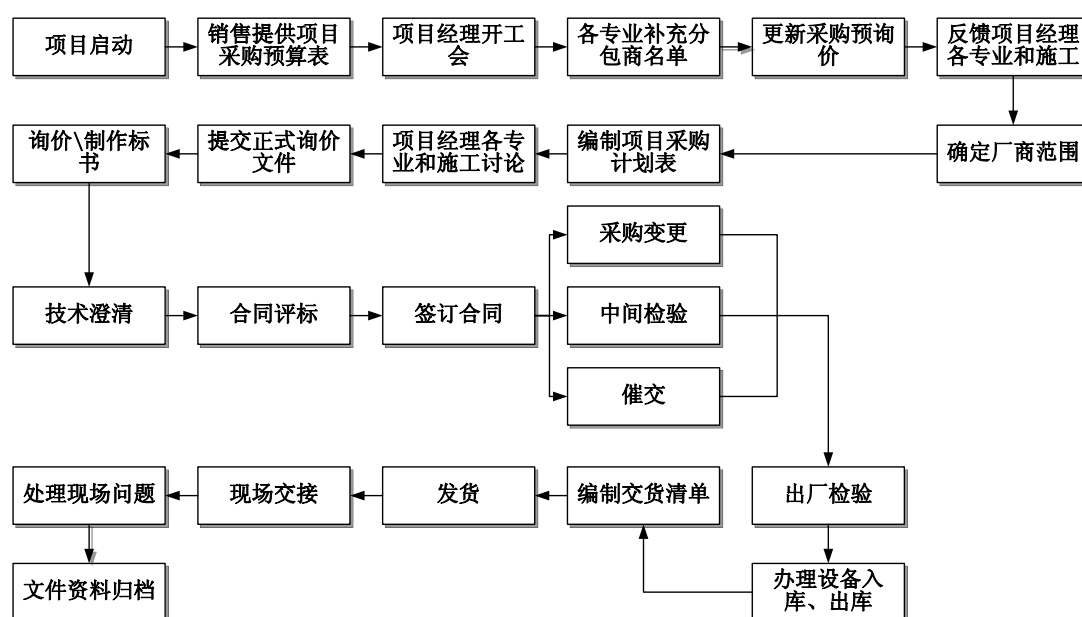 项目启动
销售提供项目
采购预算表
项目经理开工
会
各专业补充分
包商名单
更新采购预询
价
反馈项目经理
各专业和施工
询价\制作标
书
提交正式询价
文件
项目经理各专
业和施工讨论
编制项目采购
计划表
确定厂商范围
采购变更
技术澄清
合同评标
签订合同
中间检验
催交
处理现场问题
现场交接
发货
编制交货清单
出厂检验
文件资料归档
办理设备入
库、出库